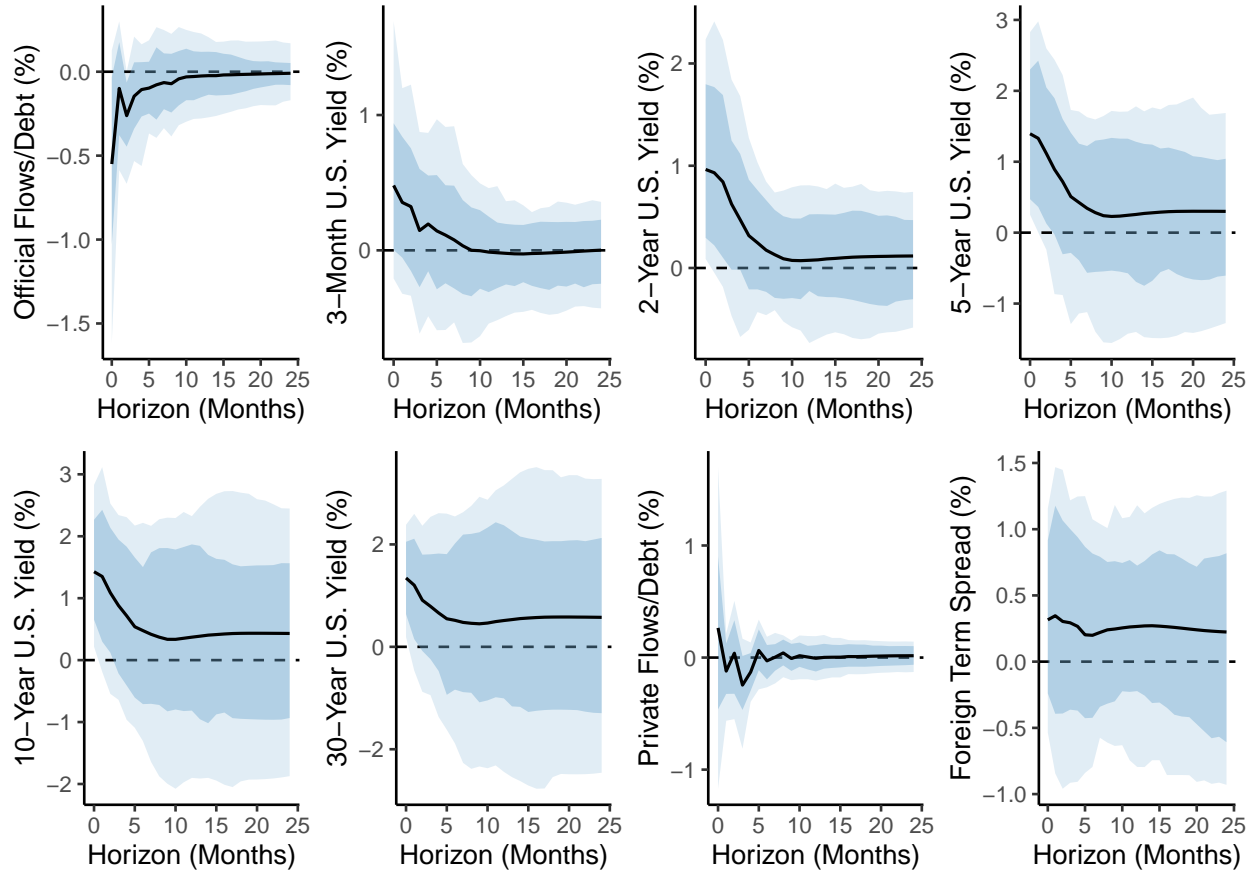 Official Flows/Debt (%)
0.0
−0.5
−1.0
−1.5
0 5 10 15 20 25
Horizon (Months)
3−Month U.S. Yield (%)
1
0
0 5 10 15 20 25
Horizon (Months)
2−Year U.S. Yield (%)
2
1
0
0 5 10 15 20 25
Horizon (Months)
5−Year U.S. Yield (%)
3
2
1
0
−1
0 5 10 15 20 25
Horizon (Months)
10−Year U.S. Yield (%)
3
2
1
0
−1
−2
0 5 10 15 20 25
Horizon (Months)
30−Year U.S. Yield (%)
2
0
−2
0 5 10 15 20 25
Horizon (Months)
Private Flows/Debt (%)
1
0
−1
0 5 10 15 20 25
Horizon (Months)
Foreign Term Spread (%)
1.5
1.0
0.5
0.0
−0.5
−1.0
0 5 10 15 20 25
Horizon (Months)